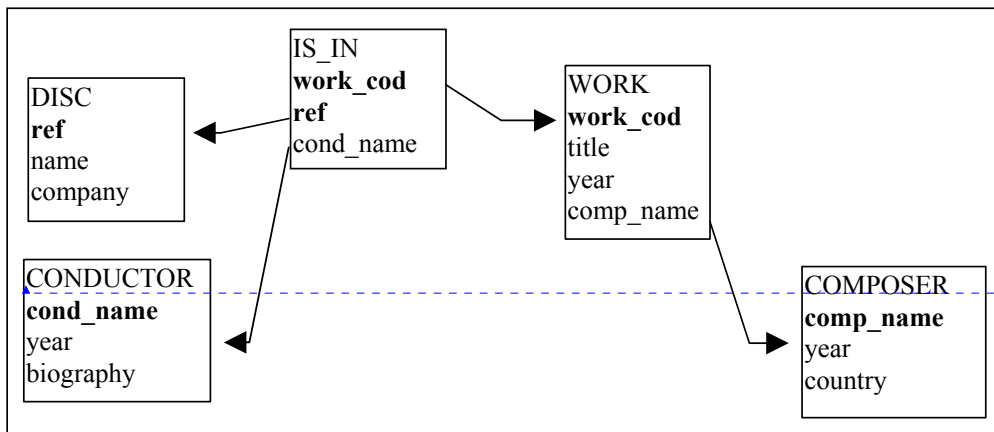 IS_IN
work_cod
ref
cond_name
DISC
ref
name
company
WORK
work_cod
title
year
comp_name
CONDUCTOR
cond_name
year
biography
COMPOSER
comp_name
year
country